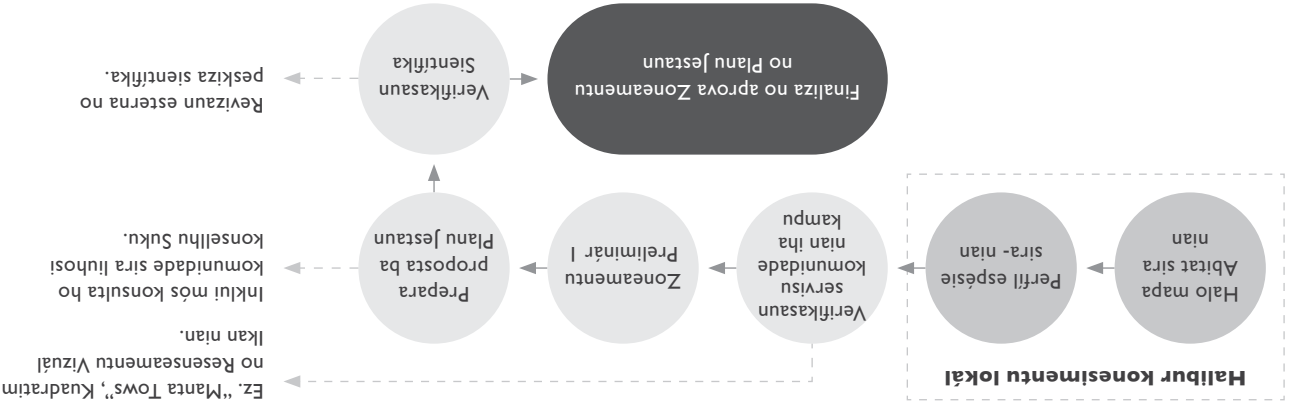 Halibur konesimentu lokál
Halo mapa
Abitat sira
nian
Perfíl espésie
sira- nian
Verifikasaun
servisu
komunidade
nian iha
kampu
Ez. “Manta Tows”, Kuadratim
no Resenseamentu Vizuál
Ikan nian.
Zoneamentu
Preliminár I
Prepara
proposta ba
Planu Jestaun
Inklui mós konsulta ho
komunidade sira liuhosi
konsellhu Suku.
Verifikasaun
Sientífika
Revizaun esterna no
peskiza sientífika.
Finaliza no aprova Zoneamentu
no Planu Jestaun